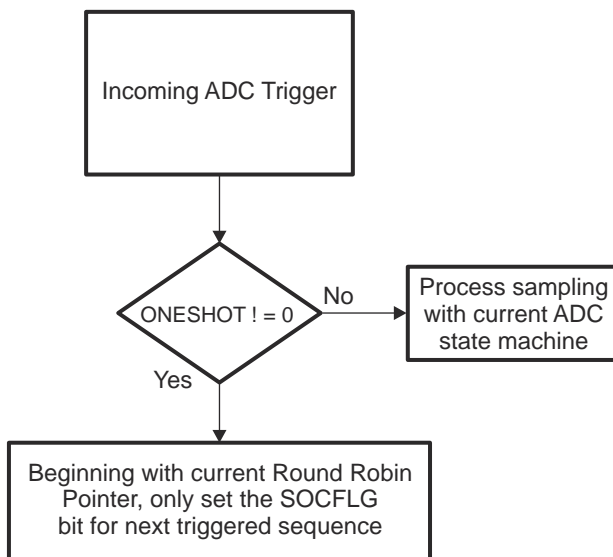 Incoming ADC Trigger
ONESHOT ! = 0
No
Process sampling
with current ADC
state machine
Yes
Beginning with current Round Robin
Pointer, only set the SOCFLG
bit for next triggered sequence